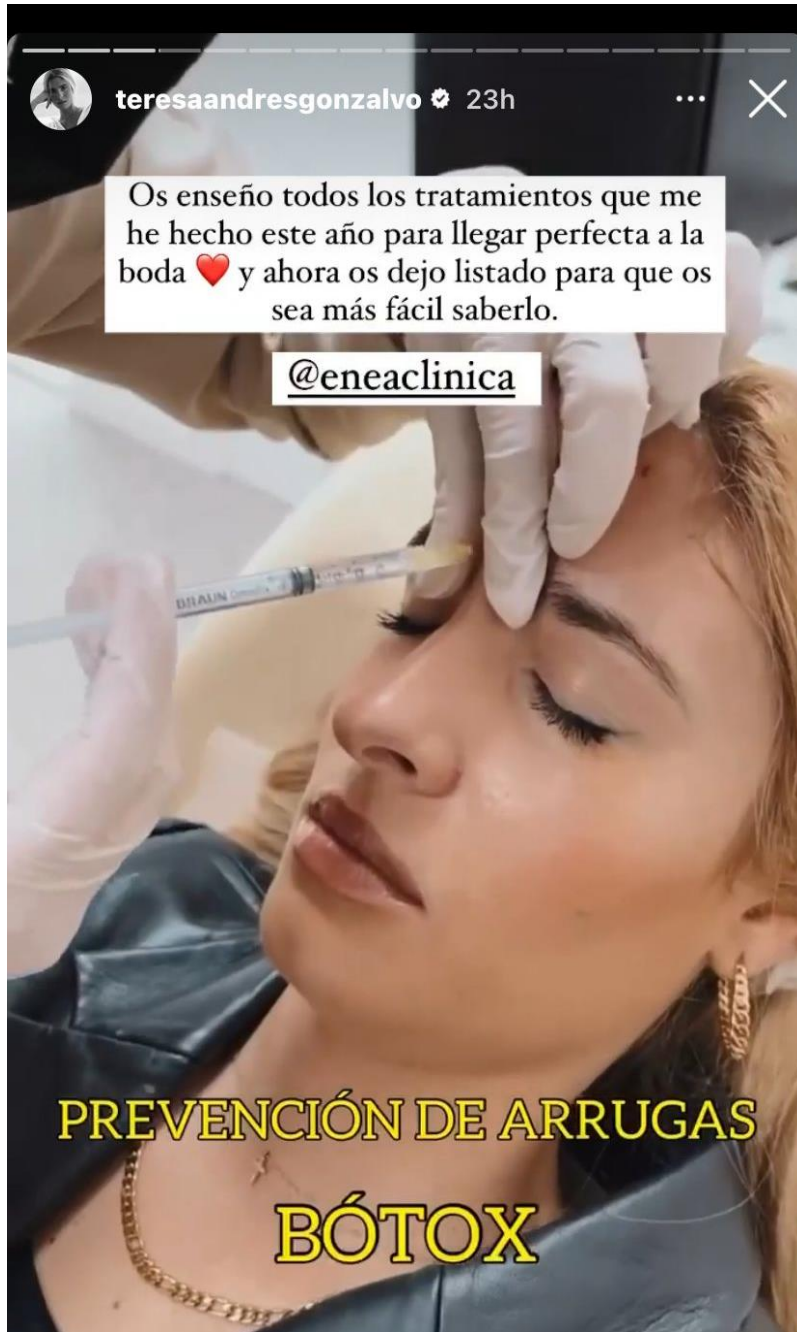 teresaandresgonzalvo 23h
Os enseño todos los tratamientos que me
he hecho este año para llegar perfecta a la
boda ❤️ y ahora os dejo listado para que os
sea más fácil saberlo.
@eneaclinica
BRAUN
PREVENCIÓN DE ARRUGAS
BÓTOX